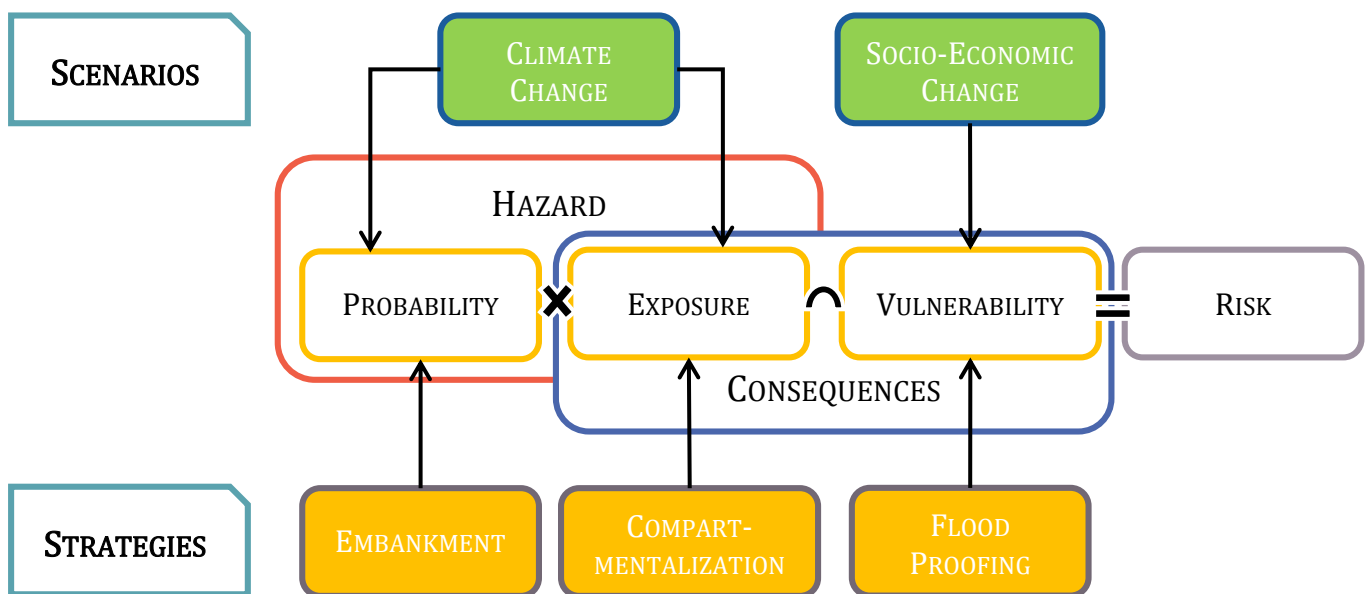 SCENARIOS
CLIMATE
CHANGE
SOCIO-ECONOMIC
CHANGE
HAZARD
PROBABILITY × EXPOSURE ∩ VULNERABILITY = RISK
CONSEQUENCES
STRATEGIES
EMBANKMENT
COMPART-
MENTALIZATION
FLOOD
PROOFING